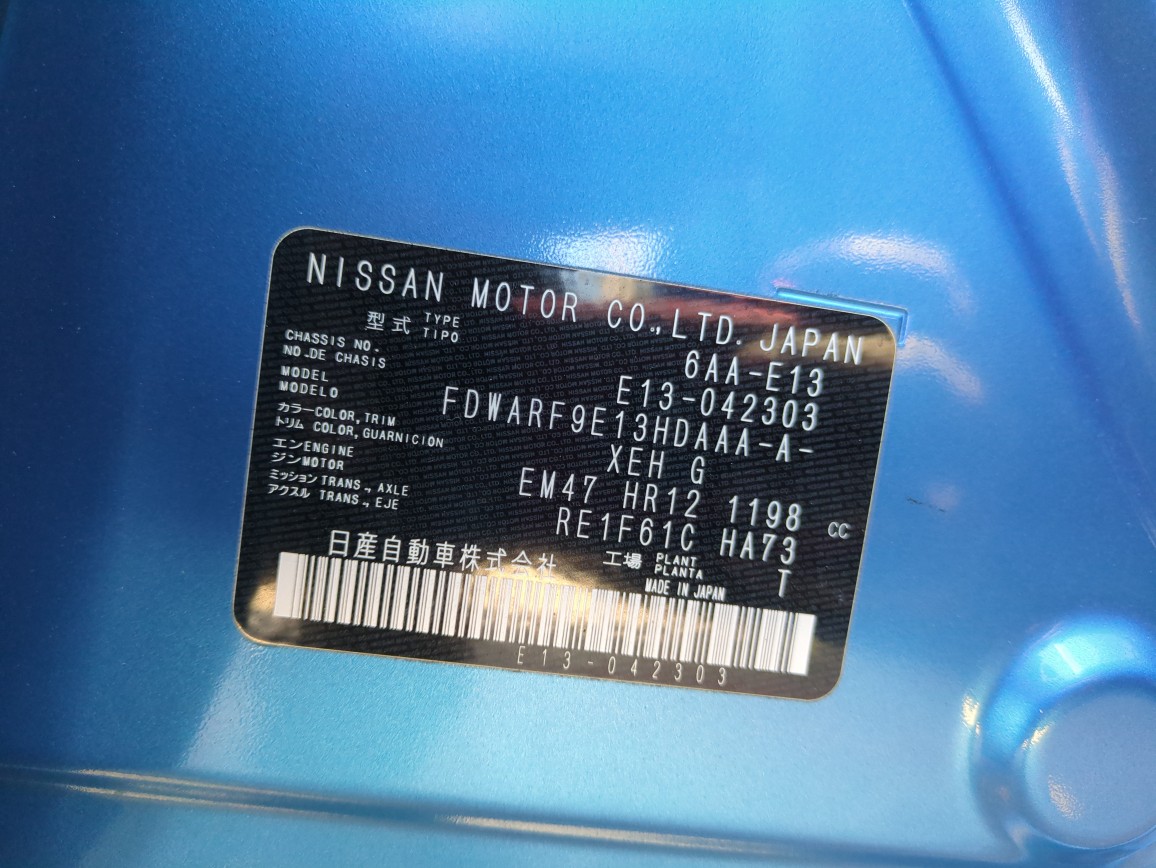 NISSAN MOTOR CO.,LTD. JAPAN
型式 TYPE TIPO 6AA-E13
CHASSIS NO. NO.DE CHASIS E13-042303
MODEL MODELO FDWARF9E13HDAAA-A-
カラー COLOR,TRIM トリム COLOR,GUARNICION XEH G
エンジン ENGINE MOTOR EM47 HR12 1198 CC
ミッション TRANS., AXLE アクスル TRANS., EJE RE1F61C HA73
日産自動車株式会社 工場 PLANT PLANTA T
MADE IN JAPAN
E13-042303